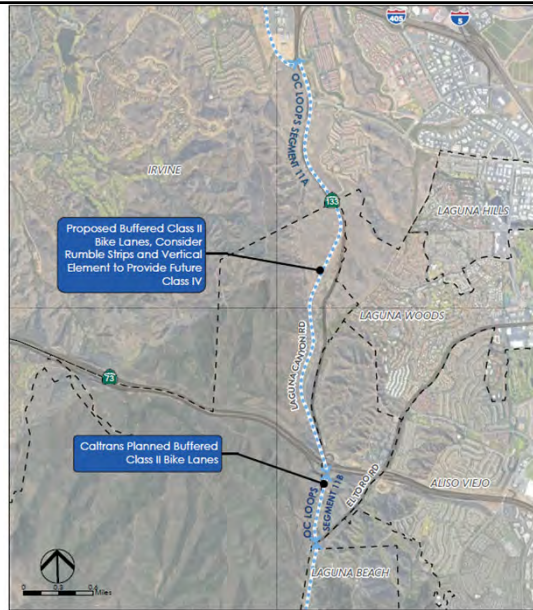 405
5
OC LOOPS SEGMENT 11A
IRVINE
133
LAGUNA HILLS
Proposed Buffered Class II
Bike Lanes, Consider
Rumble Strips and Vertical
Element to Provide Future
Class IV
LAGUNA WOODS
LAGUNA CANYON RD
73
Caltrans Planned Buffered
Class II Bike Lanes
EL TORO RD
ALISO VIEJO
OC LOOPS
SEGMENT 11B
LAGUNA BEACH
0 0.3 0.6
Miles